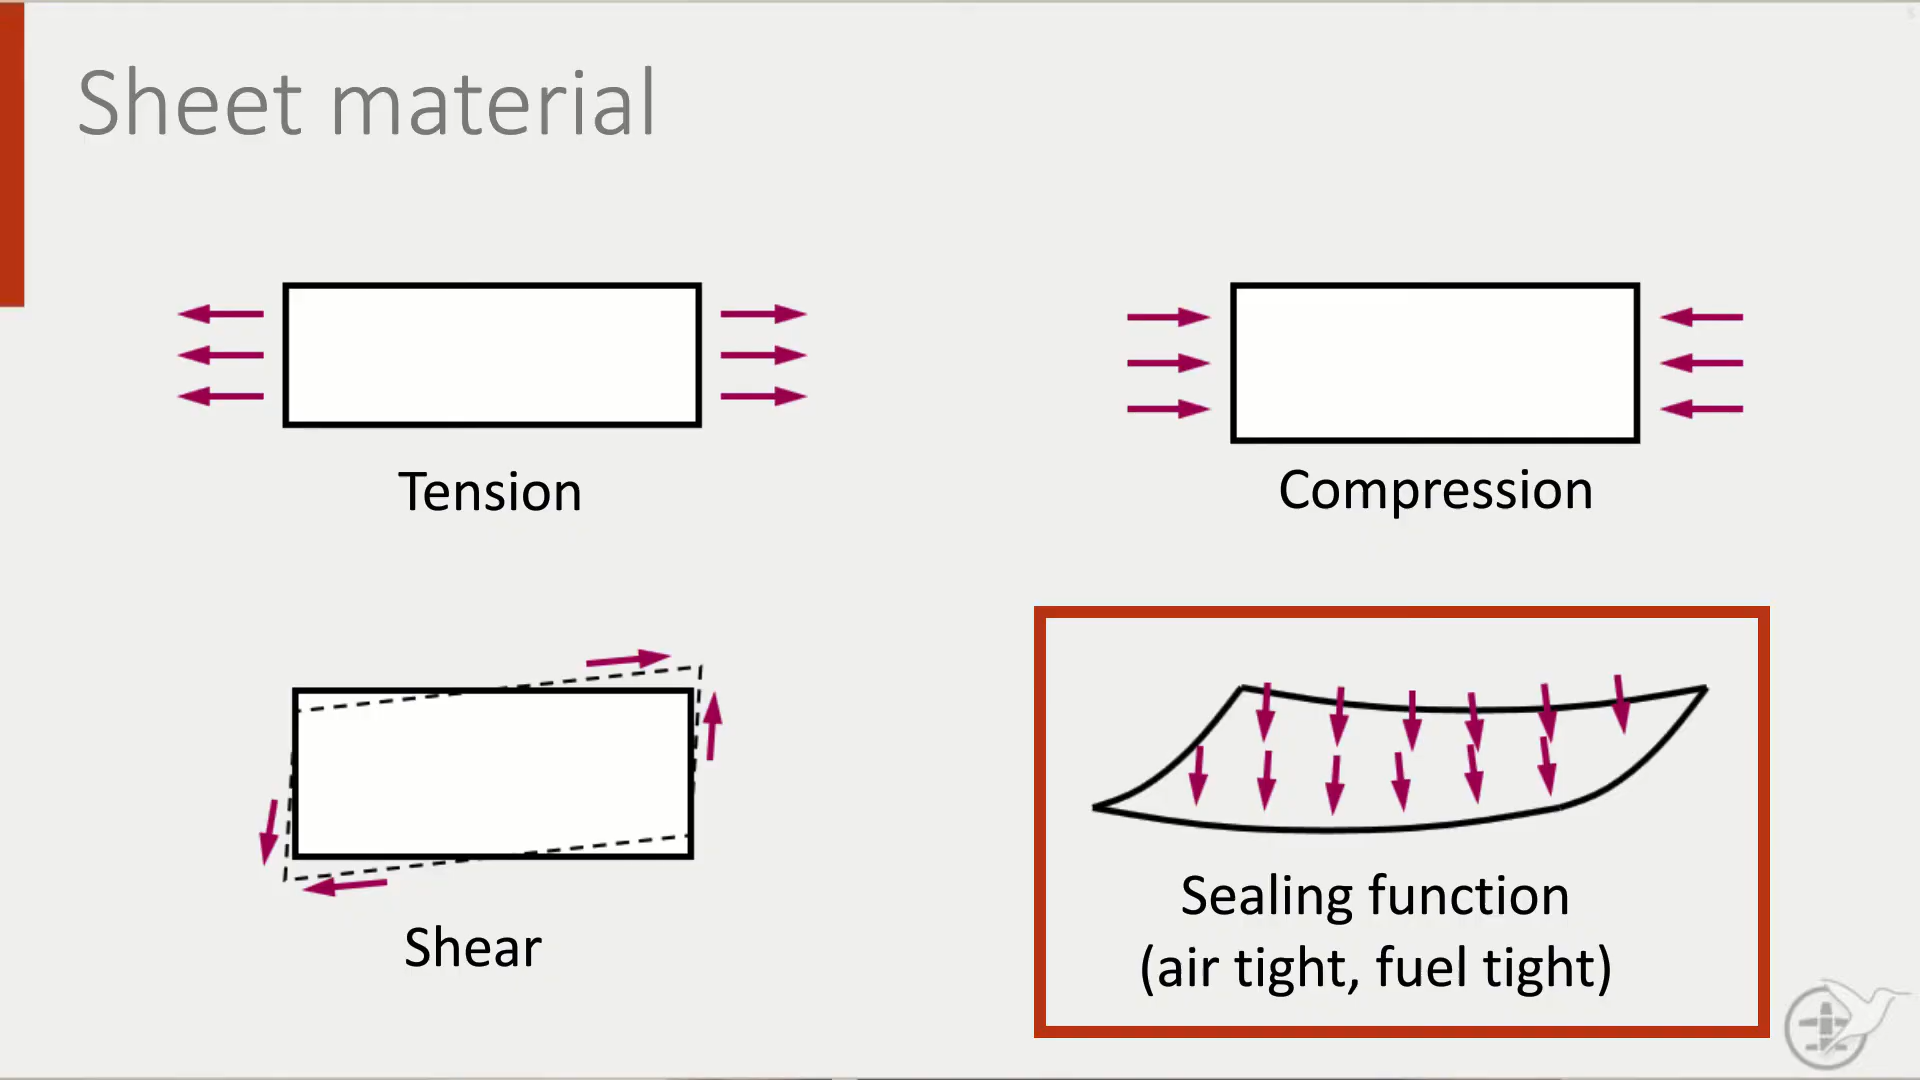 Sheet material
Tension
Compression
Shear
Sealing function
(air tight, fuel tight)